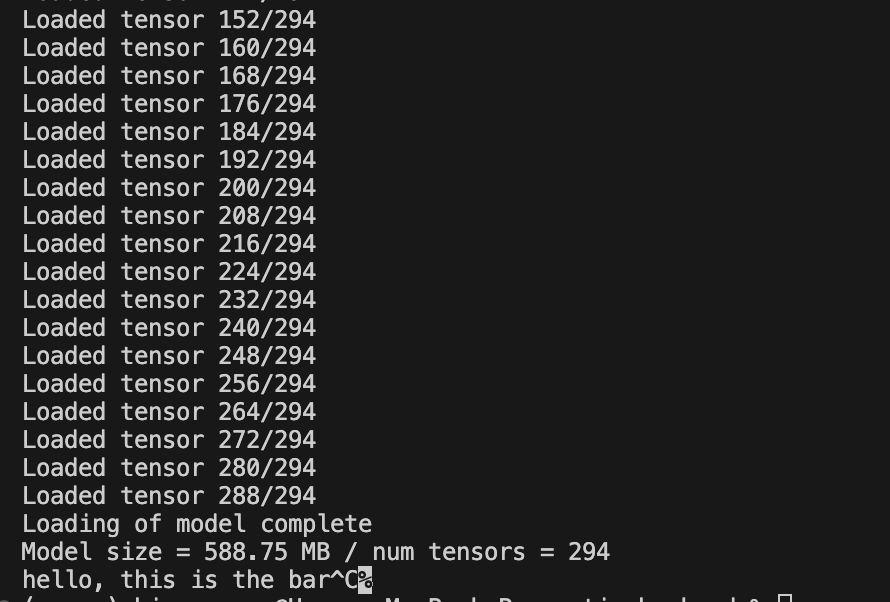 Loaded tensor 152/294
Loaded tensor 160/294
Loaded tensor 168/294
Loaded tensor 176/294
Loaded tensor 184/294
Loaded tensor 192/294
Loaded tensor 200/294
Loaded tensor 208/294
Loaded tensor 216/294
Loaded tensor 224/294
Loaded tensor 232/294
Loaded tensor 240/294
Loaded tensor 248/294
Loaded tensor 256/294
Loaded tensor 264/294
Loaded tensor 272/294
Loaded tensor 280/294
Loaded tensor 288/294
Loading of model complete
Model size = 588.75 MB / num tensors = 294
hello, this is the bar^C%